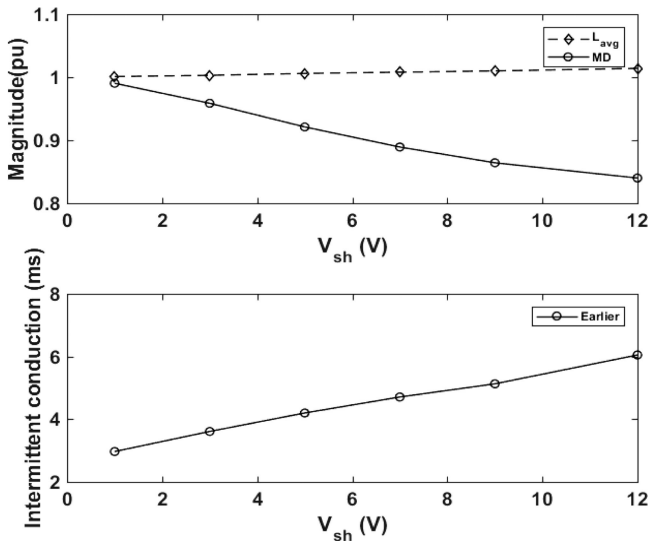 1.1
1
0.9
0.8
Magnitude(pu)
L_avg
MD
0 2 4 6 8 10 12
V_sh (V)
8
6
4
2
Intermittent conduction (ms)
Earlier
0 2 4 6 8 10 12
V_sh (V)